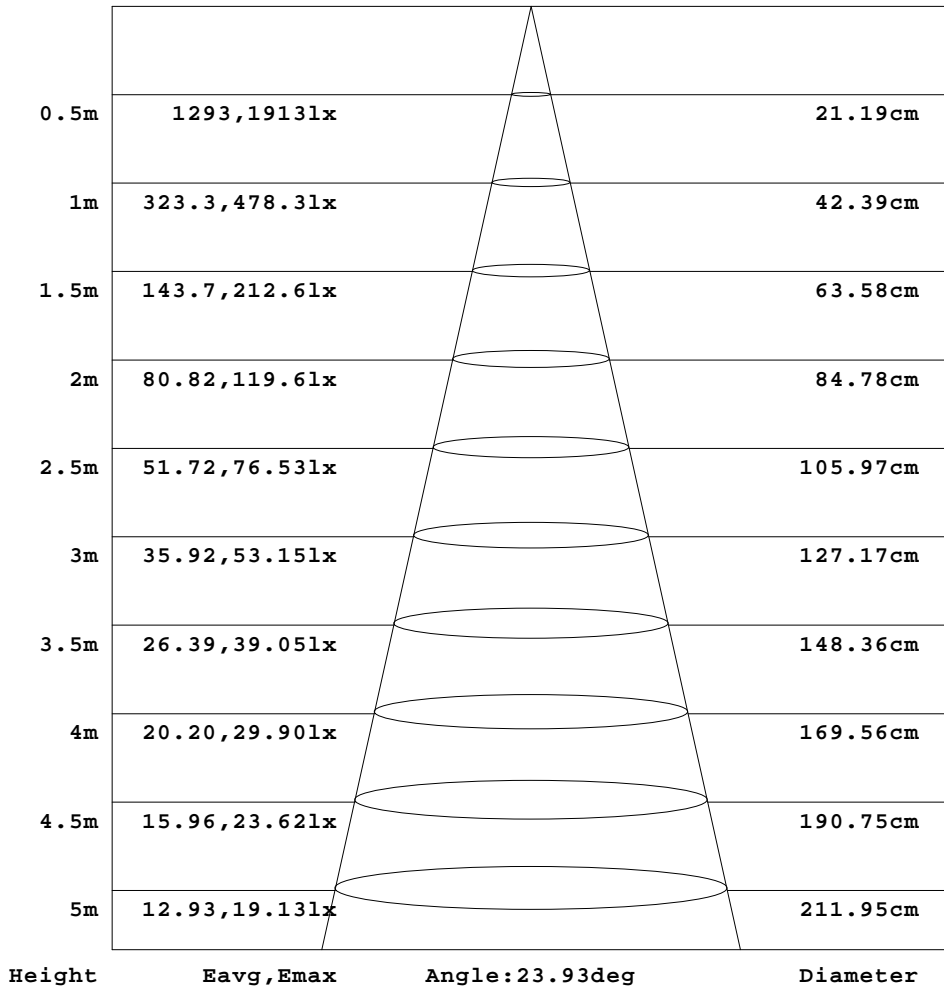 0.5m 1293,1913lx 21.19cm
1m 323.3,478.3lx 42.39cm
1.5m 143.7,212.6lx 63.58cm
2m 80.82,119.6lx 84.78cm
2.5m 51.72,76.53lx 105.97cm
3m 35.92,53.15lx 127.17cm
3.5m 26.39,39.05lx 148.36cm
4m 20.20,29.90lx 169.56cm
4.5m 15.96,23.62lx 190.75cm
5m 12.93,19.13lx 211.95cm
Height Eavg,Emax Angle:23.93deg Diameter